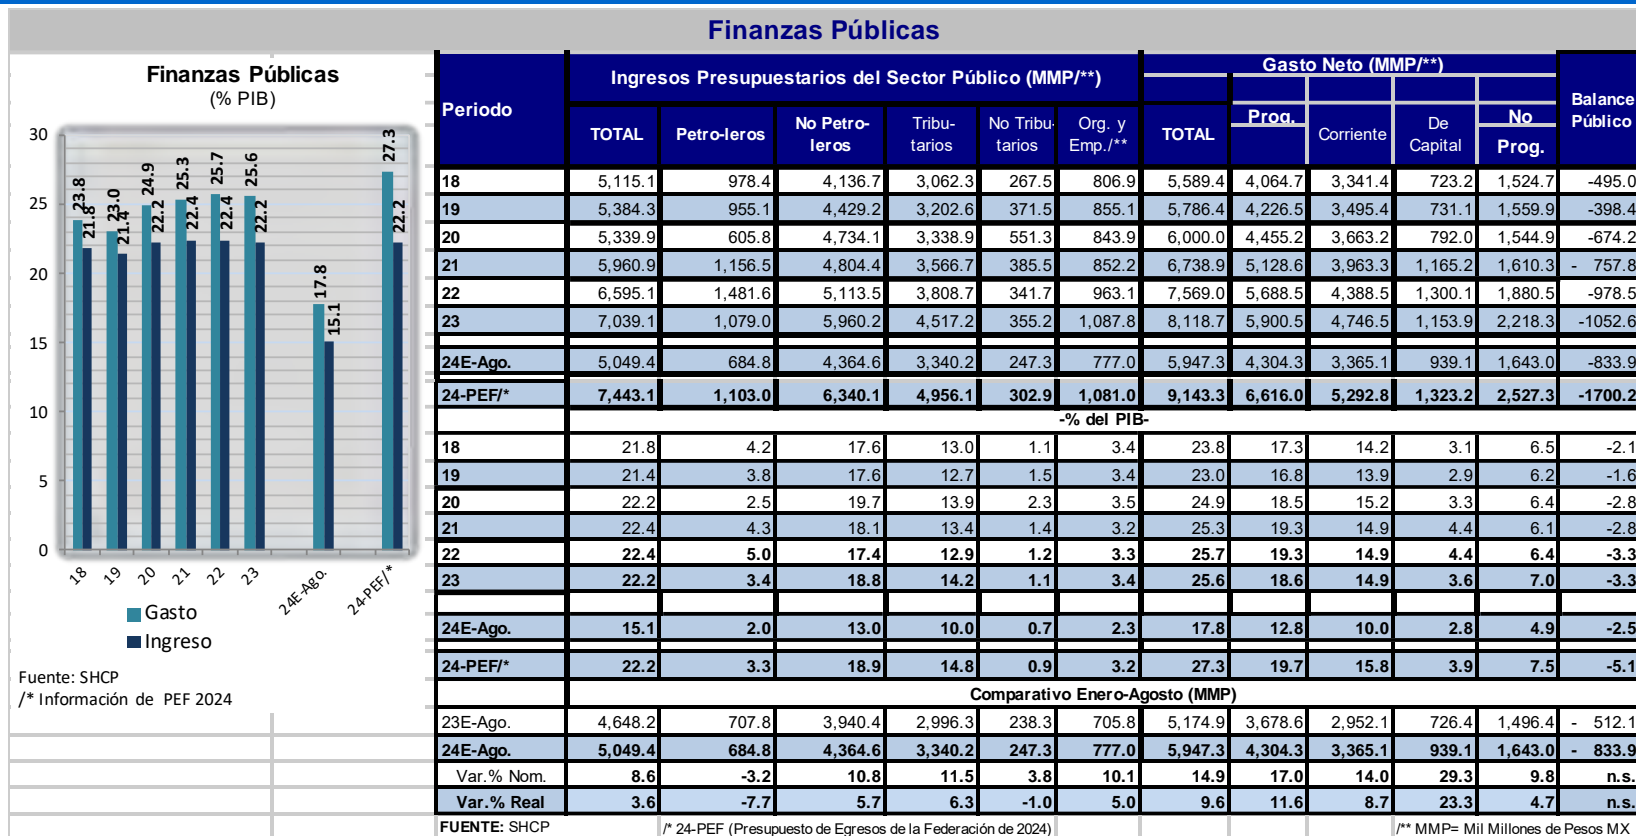 Finanzas Públicas
Finanzas Públicas
(% PIB)
30
25
20
15
10
5
0
23.8
21.8
23.0
21.4
24.9
22.2
25.3
22.4
25.7
22.4
25.6
22.2
17.8
15.1
27.3
22.2
18
19
20
21
22
23
24E-Ago.
24-PEF/*
Gasto
Ingreso
Fuente: SHCP
/* Información de PEF 2024
Periodo
Ingresos Presupuestarios del Sector Público (MMP/**)
Gasto Neto (MMP/**)
Balance Público
TOTAL Petro-leros No Petro-leros Tribu-tarios No Tribu-tarios Org. y Emp./** TOTAL Prog. Corriente De Capital No Prog.
18 5,115.1 978.4 4,136.7 3,062.3 267.5 806.9 5,589.4 4,064.7 3,341.4 723.2 1,524.7 -495.0
19 5,384.3 955.1 4,429.2 3,202.6 371.5 855.1 5,786.4 4,226.5 3,495.4 731.1 1,559.9 -398.4
20 5,339.9 605.8 4,734.1 3,338.9 551.3 843.9 6,000.0 4,455.2 3,663.2 792.0 1,544.9 -674.2
21 5,960.9 1,156.5 4,804.4 3,566.7 385.5 852.2 6,738.9 5,128.6 3,963.3 1,165.2 1,610.3 - 757.8
22 6,595.1 1,481.6 5,113.5 3,808.7 341.7 963.1 7,569.0 5,688.5 4,388.5 1,300.1 1,880.5 -978.5
23 7,039.1 1,079.0 5,960.2 4,517.2 355.2 1,087.8 8,118.7 5,900.5 4,746.5 1,153.9 2,218.3 -1052.6
24E-Ago. 5,049.4 684.8 4,364.6 3,340.2 247.3 777.0 5,947.3 4,304.3 3,365.1 939.1 1,643.0 -833.9
24-PEF/* 7,443.1 1,103.0 6,340.1 4,956.1 302.9 1,081.0 9,143.3 6,616.0 5,292.8 1,323.2 2,527.3 -1700.2
-% del PIB-
18 21.8 4.2 17.6 13.0 1.1 3.4 23.8 17.3 14.2 3.1 6.5 -2.1
19 21.4 3.8 17.6 12.7 1.5 3.4 23.0 16.8 13.9 2.9 6.2 -1.6
20 22.2 2.5 19.7 13.9 2.3 3.5 24.9 18.5 15.2 3.3 6.4 -2.8
21 22.4 4.3 18.1 13.4 1.4 3.2 25.3 19.3 14.9 4.4 6.1 -2.8
22 22.4 5.0 17.4 12.9 1.2 3.3 25.7 19.3 14.9 4.4 6.4 -3.3
23 22.2 3.4 18.8 14.2 1.1 3.4 25.6 18.6 14.9 3.6 7.0 -3.3
24E-Ago. 15.1 2.0 13.0 10.0 0.7 2.3 17.8 12.8 10.0 2.8 4.9 -2.5
24-PEF/* 22.2 3.3 18.9 14.8 0.9 3.2 27.3 19.7 15.8 3.9 7.5 -5.1
Comparativo Enero-Agosto (MMP)
23E-Ago. 4,648.2 707.8 3,940.4 2,996.3 238.3 705.8 5,174.9 3,678.6 2,952.1 726.4 1,496.4 - 512.1
24E-Ago. 5,049.4 684.8 4,364.6 3,340.2 247.3 777.0 5,947.3 4,304.3 3,365.1 939.1 1,643.0 - 833.9
Var.% Nom. 8.6 -3.2 10.8 11.5 3.8 10.1 14.9 17.0 14.0 29.3 9.8 n.s.
Var.% Real 3.6 -7.7 5.7 6.3 -1.0 5.0 9.6 11.6 8.7 23.3 4.7 n.s.
FUENTE: SHCP /* 24-PEF (Presupuesto de Egresos de la Federación de 2024) /** MMP= Mil Millones de Pesos MX